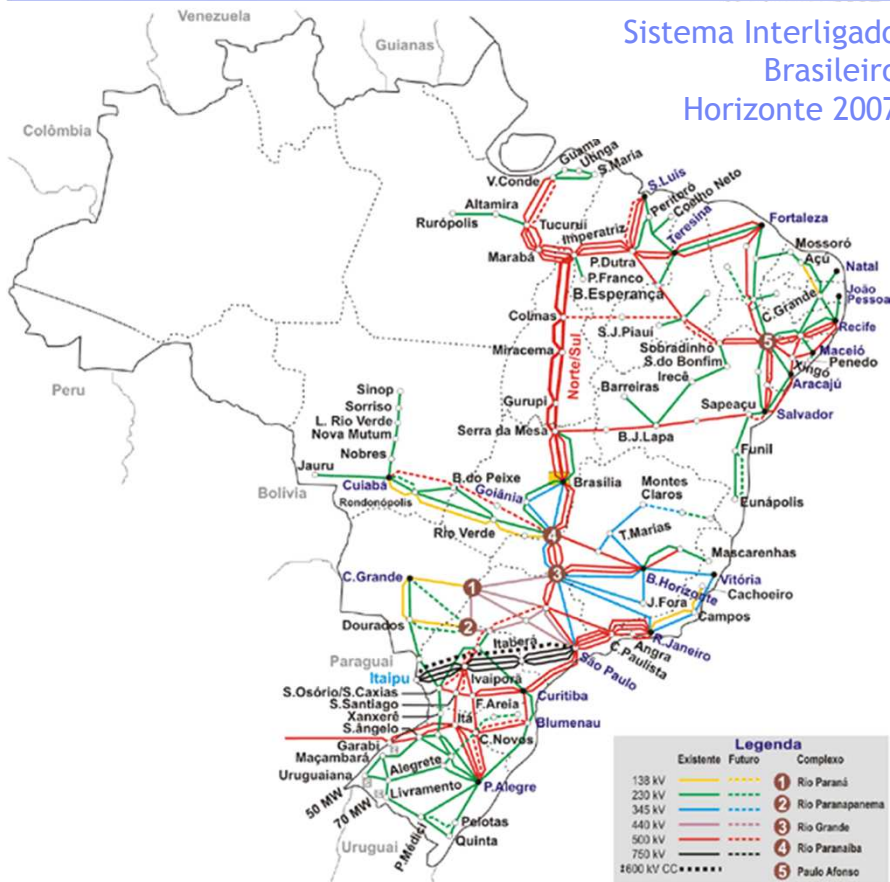 Sistema Interligado
Brasileiro
Horizonte 2007
Venezuela
Guianas
Colômbia
Peru
Bolívia
Paraguai
Uruguai
Guamá
Utinga
S.Maria
V.Conde
Altamira
Rurópolis
Tucuruí
Marabá
Imperatriz
S.Luis
Peritoró
Coelho Neto
Teresina
P.Dutra
P.Franco
B.Esperança
Fortaleza
Mossoró
Açú
Natal
C.Grande
João
Pessoa
Recife
5
Maceió
Penedo
Xingó
Aracajú
Salvador
Colinas
S.J.Piauí
Sobradinho
S.do Bonfim
Irecê
Barreiras
Sapeaçu
Miracema
Norte/Sul
Gurupi
Serra da Mesa
B.J.Lapa
Funil
Eunápolis
Sinop
Sorriso
L. Rio Verde
Nova Mutum
Nobres
Jauru
Cuiabá
Rondonópolis
B.do Peixe
Goiânia
Rio Verde
Brasília
Montes
Claros
T.Marias
Mascarenhas
4
3
B.Horizonte
Vitória
Cachoeiro
J.Fora
Campos
C.Grande
1
2
Dourados
R.Janeiro
Angra
C.Paulista
São Paulo
Itaberá
Itaipu
Ivaiporã
S.Osório/S.Caxias
S.Santiago
Xanxerê
S.ângelo
Garabi
Maçambará
Uruguaiana
50 MW
70 MW
F.Areia
Itá
Curitiba
Blumenau
C.Novos
Alegrete
Livramento
P.Alegre
P.Médici
Pelotas
Quinta
Legenda
Existente Futuro Complexo
138 kV 1 Rio Paraná
230 kV 2 Rio Paranapanema
345 kV 3 Rio Grande
440 kV 4 Rio Paranaíba
500 kV
750 kV 5 Paulo Afonso
±600 kV CC